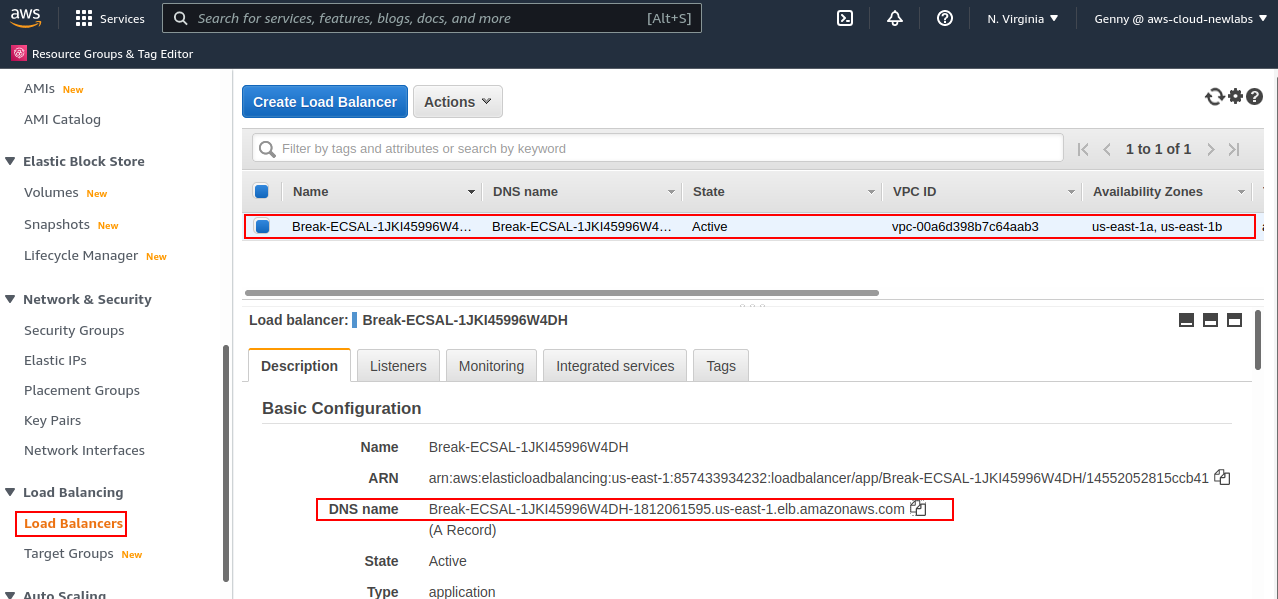 aws
Services
Search for services, features, blogs, docs, and more
[Alt+S]
N. Virginia
Genny @ aws-cloud-newlabs
Resource Groups & Tag Editor
AMIs New
AMI Catalog
Elastic Block Store
Volumes New
Snapshots New
Lifecycle Manager New
Network & Security
Security Groups
Elastic IPs
Placement Groups
Key Pairs
Network Interfaces
Load Balancing
Load Balancers
Target Groups New
Auto Scaling
Create Load Balancer
Actions
Filter by tags and attributes or search by keyword
1 to 1 of 1
Name DNS name State VPC ID Availability Zones
Break-ECSAL-1JKI45996W4… Break-ECSAL-1JKI45996W4… Active vpc-00a6d398b7c64aab3 us-east-1a, us-east-1b
Load balancer: Break-ECSAL-1JKI45996W4DH
Description Listeners Monitoring Integrated services Tags
Basic Configuration
Name Break-ECSAL-1JKI45996W4DH
ARN arn:aws:elasticloadbalancing:us-east-1:857433934232:loadbalancer/app/Break-ECSAL-1JKI45996W4DH/14552052815ccb41
DNS name Break-ECSAL-1JKI45996W4DH-1812061595.us-east-1.elb.amazonaws.com
(A Record)
State Active
Type application